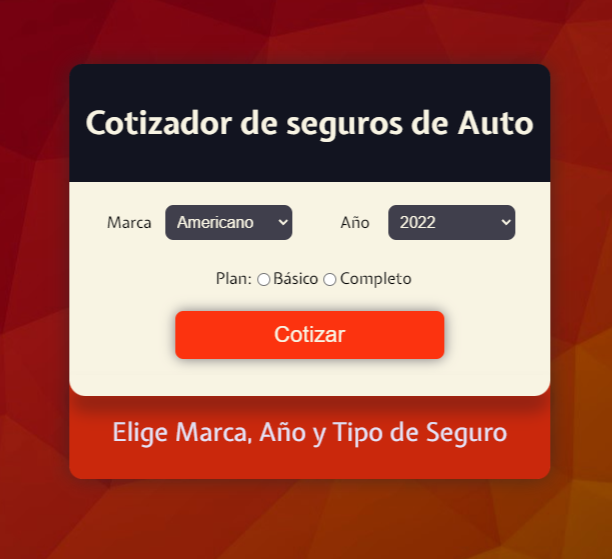 Cotizador de seguros de Auto
Marca Americano Año 2022
Plan: Básico Completo
Cotizar
Elige Marca, Año y Tipo de Seguro